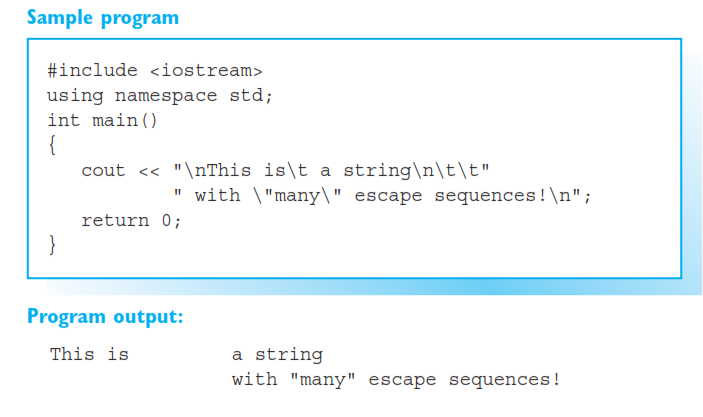 Sample program
#include <iostream>
using namespace std;
int main()
{
cout << "\nThis is\t a string\n\t\t"
" with \"many\" escape sequences!\n";
return 0;
}
Program output:
This is a string
with "many" escape sequences!